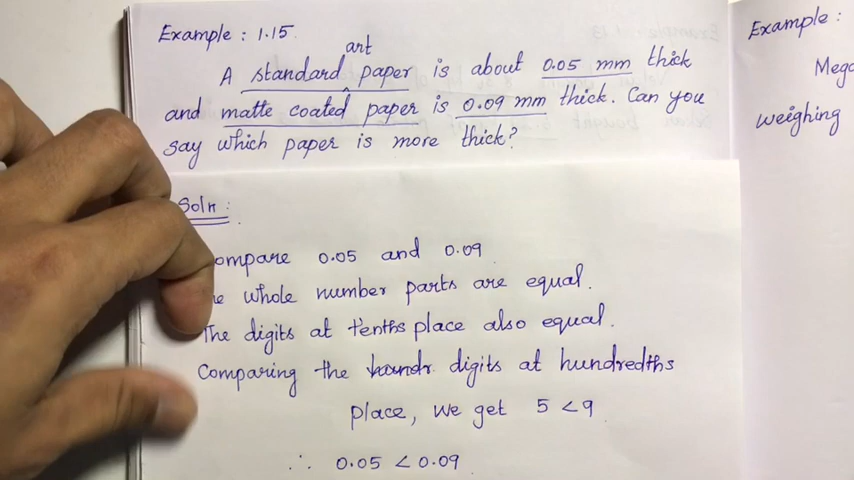 Example : 1.15.
art
A standard paper is about 0.05 mm thick
and matte coated paper is 0.09 mm thick. Can you
say which paper is more thick?
Soln :
ompare 0.05 and 0.09
e whole number parts are equal.
The digits at tenths place also equal.
Comparing the digits at hundredths
place, we get 5 < 9
∴ 0.05 < 0.09
Example :
Mega
weighing